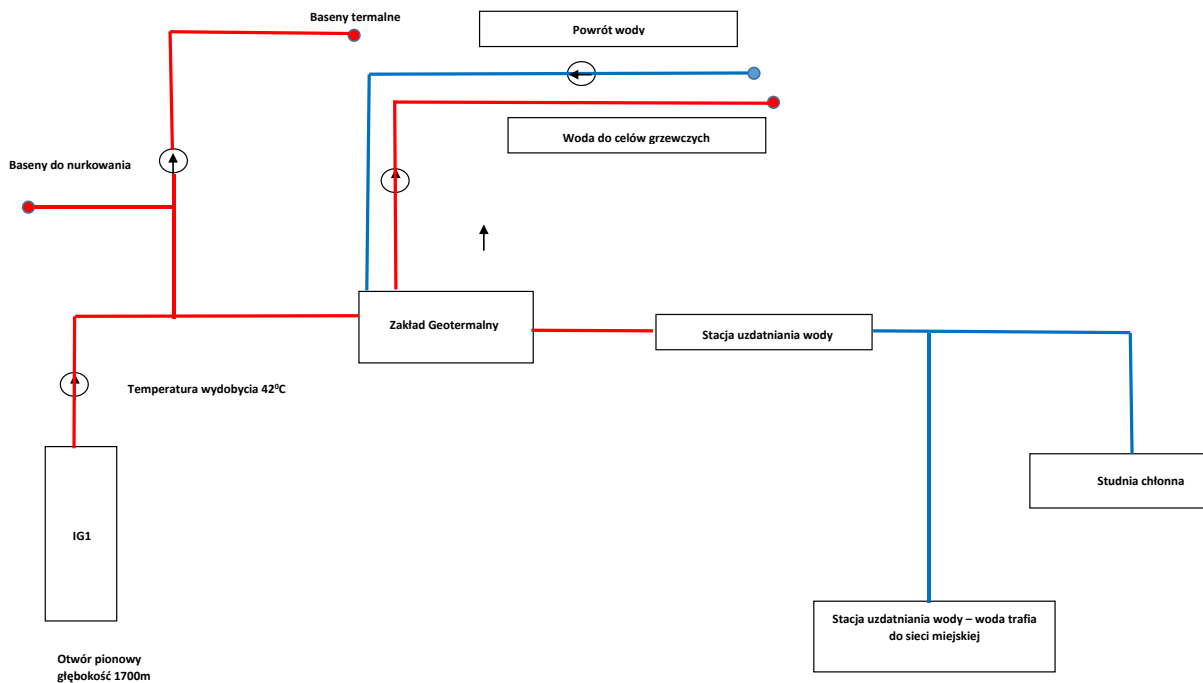 Baseny termalne
Powrót wody
Woda do celów grzewczych
Baseny do nurkowania
Zakład Geotermalny
Stacja uzdatniania wody
Temperatura wydobycia 42⁰C
Studnia chłonna
IG1
Stacja uzdatniania wody – woda trafia
do sieci miejskiej
Otwór pionowy
głębokość 1700m